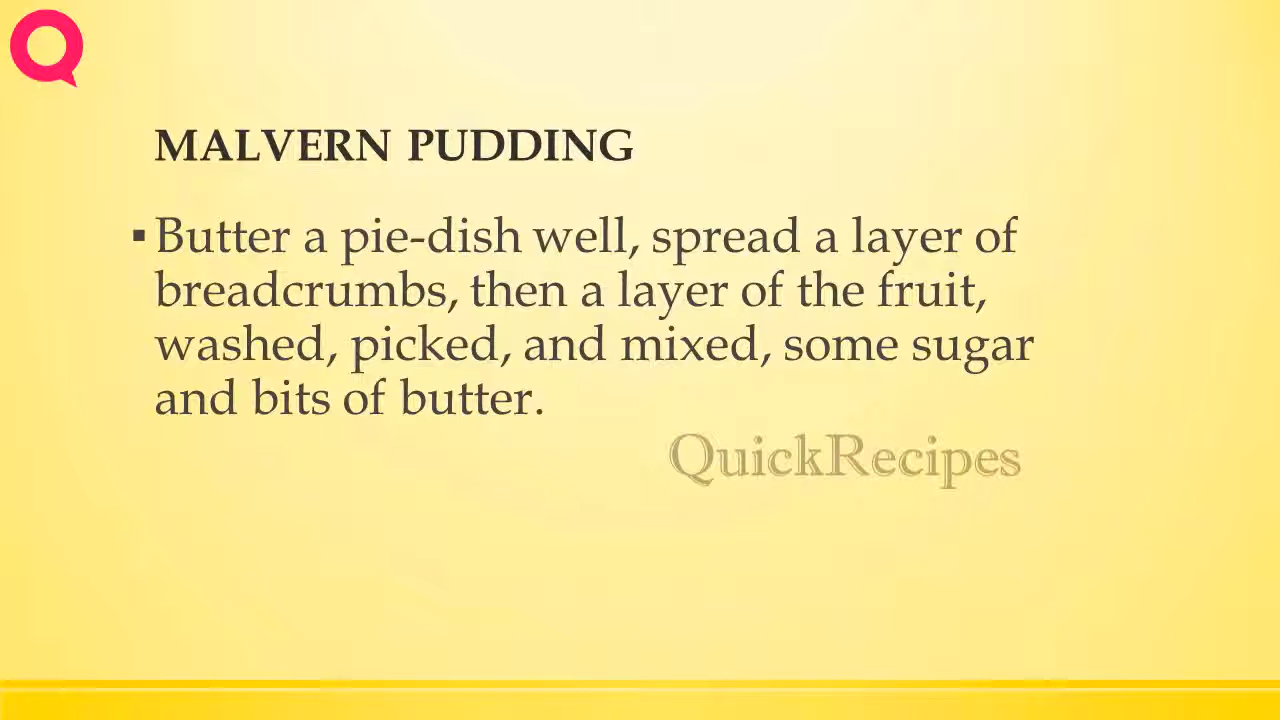 MALVERN PUDDING
▪ Butter a pie-dish well, spread a layer of
breadcrumbs, then a layer of the fruit,
washed, picked, and mixed, some sugar
and bits of butter.
QuickRecipes